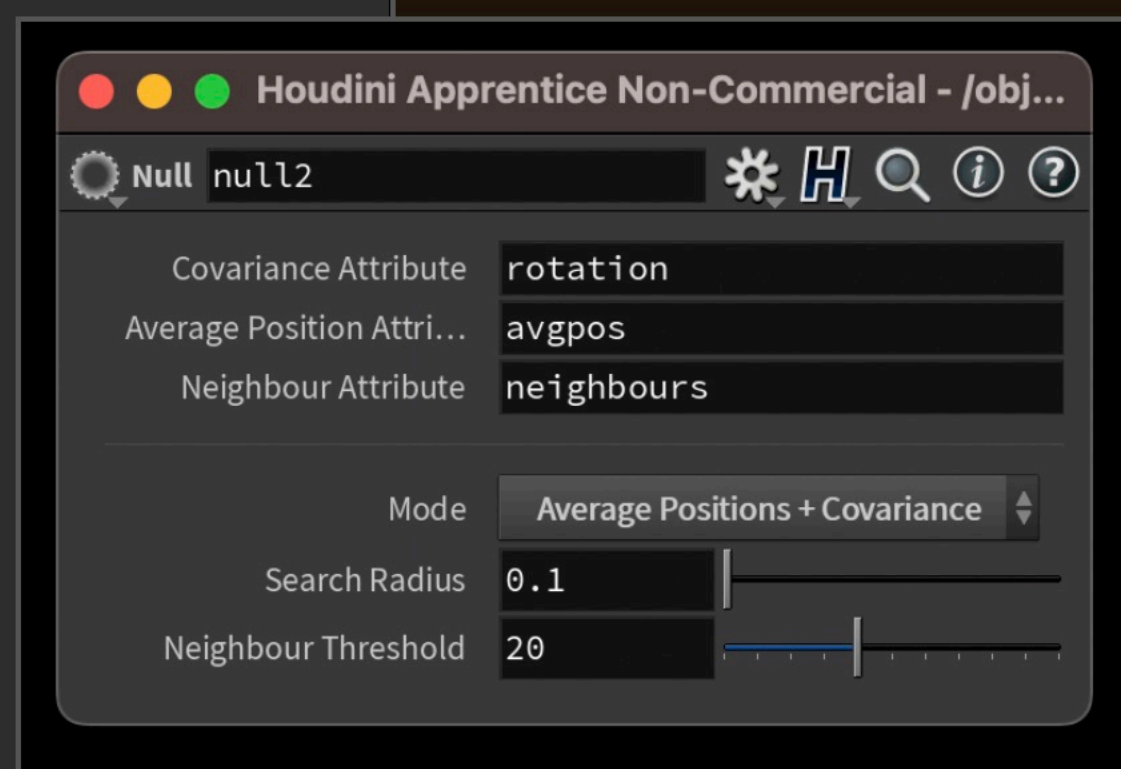 Houdini Apprentice Non-Commercial - /obj...
Null null2
Covariance Attribute rotation
Average Position Attri... avgpos
Neighbour Attribute neighbours
Mode Average Positions + Covariance
Search Radius 0.1
Neighbour Threshold 20